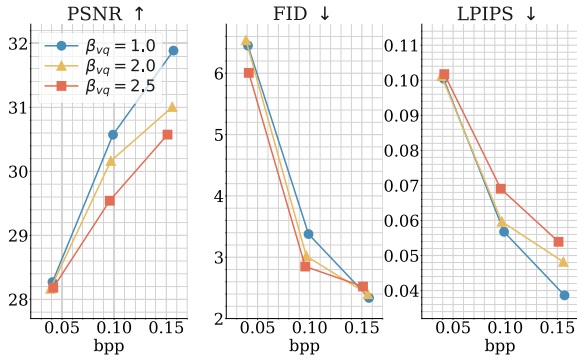 PSNR ↑
32
31
30
29
28
β_vq = 1.0
β_vq = 2.0
β_vq = 2.5
0.05 0.10 0.15
bpp
FID ↓
6
5
4
3
2
0.05 0.10 0.15
bpp
LPIPS ↓
0.11
0.10
0.09
0.08
0.07
0.06
0.05
0.04
0.05 0.10 0.15
bpp